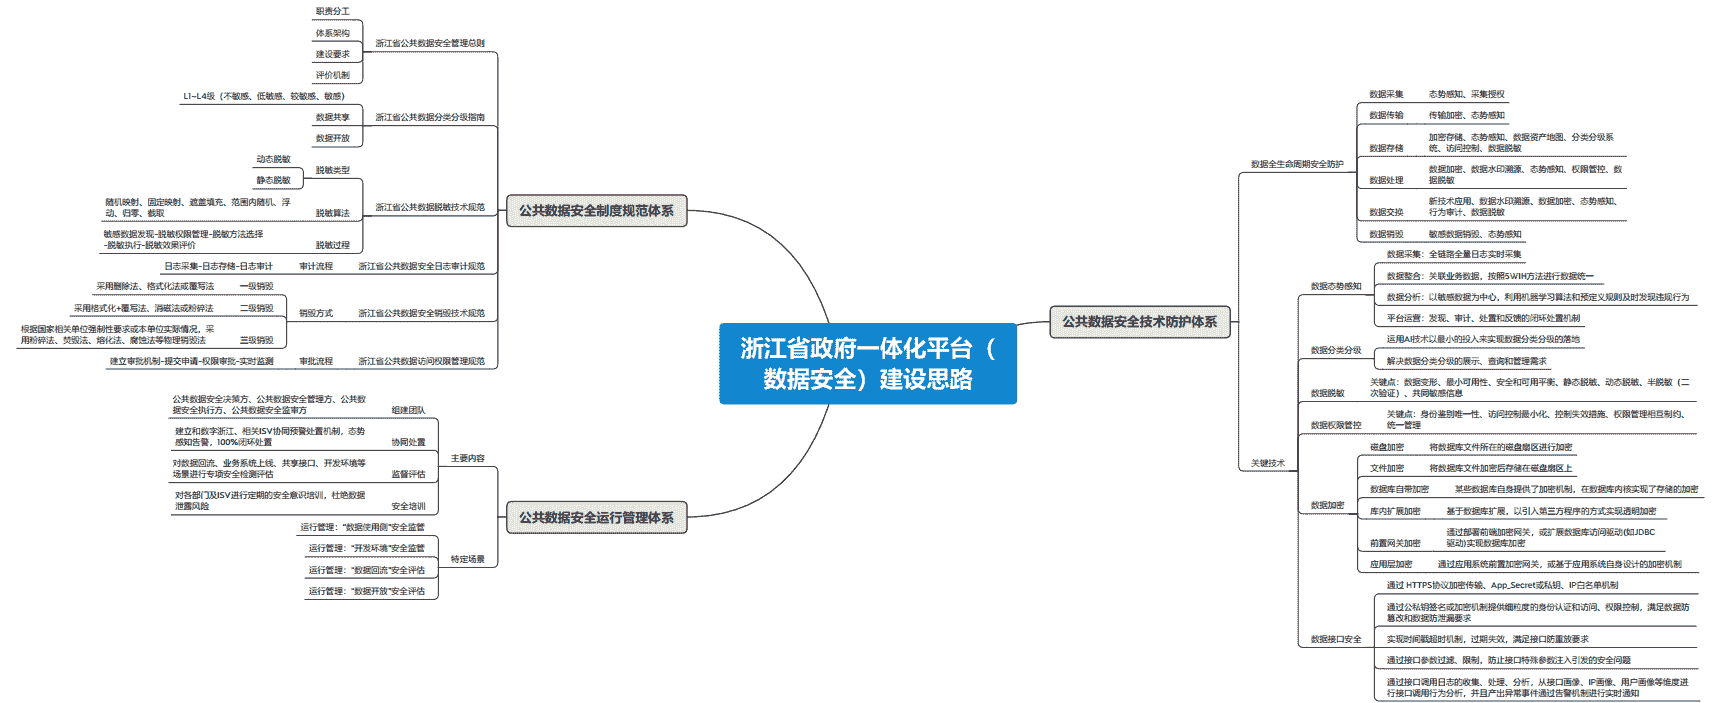 浙江省政府一体化平台（
数据安全）建设思路
公共数据安全制度规范体系
浙江省公共数据安全管理总则
职责分工
体系架构
建设要求
评价机制
浙江省公共数据分类分级指南
L1~L4级（不敏感、低敏感、较敏感、敏感）
数据共享
数据开放
浙江省公共数据脱敏技术规范
脱敏类型
动态脱敏
静态脱敏
脱敏算法
随机映射、固定映射、遮盖填充、范围内随机、浮
动、归零、截取
脱敏过程
敏感数据发现-脱敏权限管理-脱敏方法选择
-脱敏执行-脱敏效果评价
浙江省公共数据安全日志审计规范
审计流程
日志采集-日志存储-日志审计
浙江省公共数据安全销毁技术规范
销毁方式
一级销毁
采用删除法、格式化法或覆写法
二级销毁
采用格式化+覆写法、消磁法或粉碎法
三级销毁
根据国家相关单位强制性要求或本单位实际情况，采
用粉碎法、焚毁法、熔化法、腐蚀法等物理销毁法
浙江省公共数据访问权限管理规范
审批流程
建立审批机制-提交申请-权限审批-实时监测
公共数据安全运行管理体系
主要内容
组建团队
公共数据安全决策方、公共数据安全管理方、公共数
据安全执行方、公共数据安全监审方
协同处置
建立和数字浙江、相关ISV协同预警处置机制，态势
感知告警，100%闭环处置
监督评估
对数据回流、业务系统上线、共享接口、开发环境等
场景进行专项安全检测评估
安全培训
对各部门及ISV进行定期的安全意识培训，杜绝数据
泄露风险
特定场景
运行管理：“数据使用侧”安全监管
运行管理：“开发环境”安全监管
运行管理：“数据回流”安全评估
运行管理：“数据开放”安全评估
公共数据安全技术防护体系
数据全生命周期安全防护
数据采集
态势感知、采集授权
数据传输
传输加密、态势感知
数据存储
加密存储、态势感知、数据资产地图、分类分级系
统、访问控制、数据脱敏
数据处理
数据加密、数据水印溯源、态势感知、权限管控、数
据脱敏
数据交换
新技术应用、数据水印溯源、数据加密、态势感知、
行为审计、数据脱敏
数据销毁
敏感数据销毁、态势感知
关键技术
数据态势感知
数据采集：全链路全量日志实时采集
数据整合：关联业务数据，按照5W1H方法进行数据统一
数据分析：以敏感数据为中心，利用机器学习算法和预定义规则及时发现违规行为
平台运营：发现、审计、处置和反馈的闭环处置机制
数据分类分级
运用AI技术以最小的投入来实现数据分类分级的落地
解决数据分类分级的展示、查询和管理需求
数据脱敏
关键点：数据变形、最小可用性、安全和可用平衡、静态脱敏、动态脱敏、半脱敏（二
次验证）、共同敏感信息
数据权限管控
关键点：身份鉴别唯一性、访问控制最小化、控制失效措施、权限管理相互制约、
统一管理
数据加密
磁盘加密
将数据库文件所在的磁盘扇区进行加密
文件加密
将数据库文件加密后存储在磁盘扇区上
数据库自带加密
某些数据库自身提供了加密机制，在数据库内核实现了存储的加密
库内扩展加密
基于数据库扩展，以引入第三方程序的方式实现透明加密
前置网关加密
通过部署前端加密网关，或扩展数据库访问驱动(如JDBC
驱动)实现数据库加密
应用层加密
通过应用系统前置加密网关，或基于应用系统自身设计的加密机制
数据接口安全
通过 HTTPS协议加密传输、App_Secret或私钥、IP白名单机制
通过公私钥签名或加密机制提供细粒度的身份认证和访问、权限控制，满足数据防
篡改和数据防泄漏要求
实现时间戳超时机制，过期失效，满足接口防重放要求
通过接口参数过滤、限制，防止接口特殊参数注入引发的安全问题
通过接口调用日志的收集、处理、分析，从接口画像、IP画像、用户画像等维度进
行接口调用行为分析，并且产出异常事件通过告警机制进行实时通知